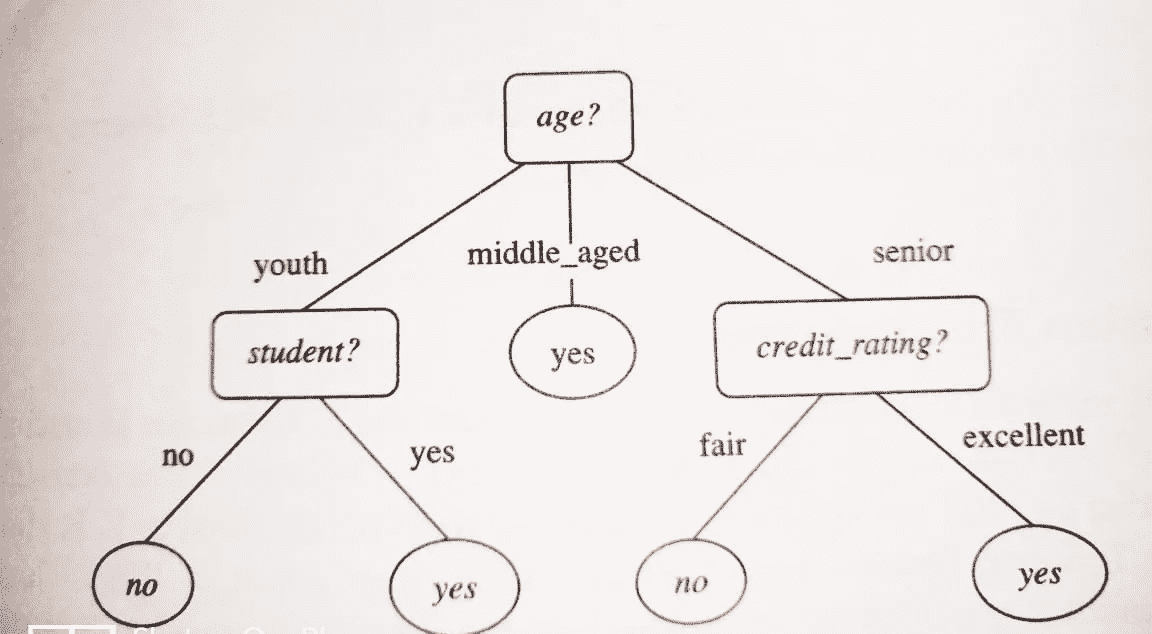 age?
youth
middle_aged
senior
student?
yes
credit_rating?
no
yes
fair
excellent
no
yes
no
yes